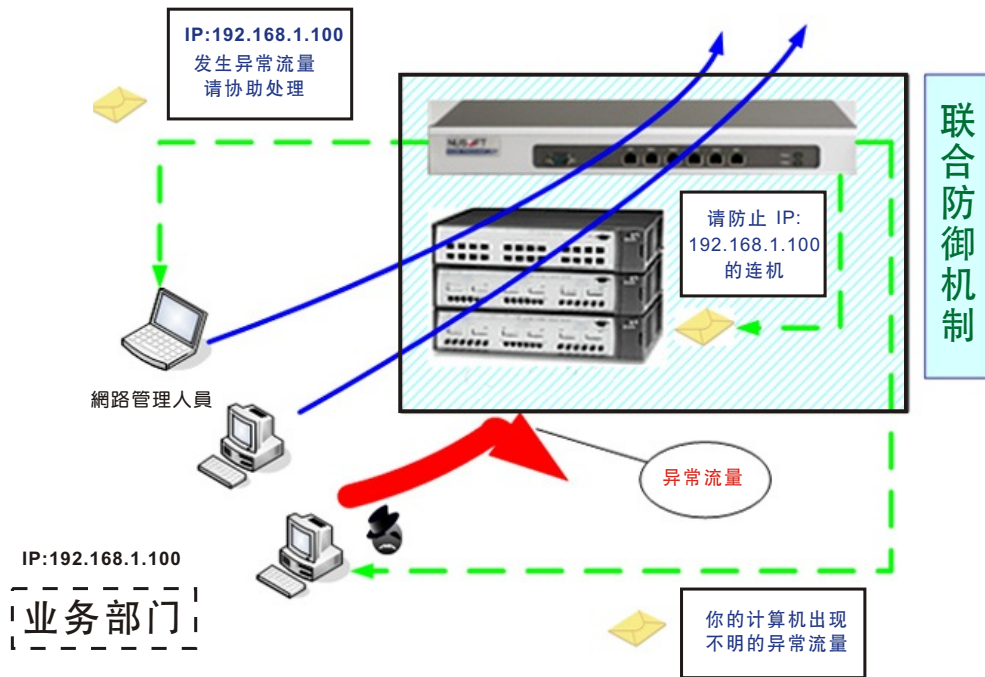 IP:192.168.1.100
发生异常流量
请协助处理
NUSOFT
联合防御机制
请防止 IP:
192.168.1.100
的连机
網路管理人員
异常流量
IP:192.168.1.100
业务部门
你的计算机出现
不明的异常流量